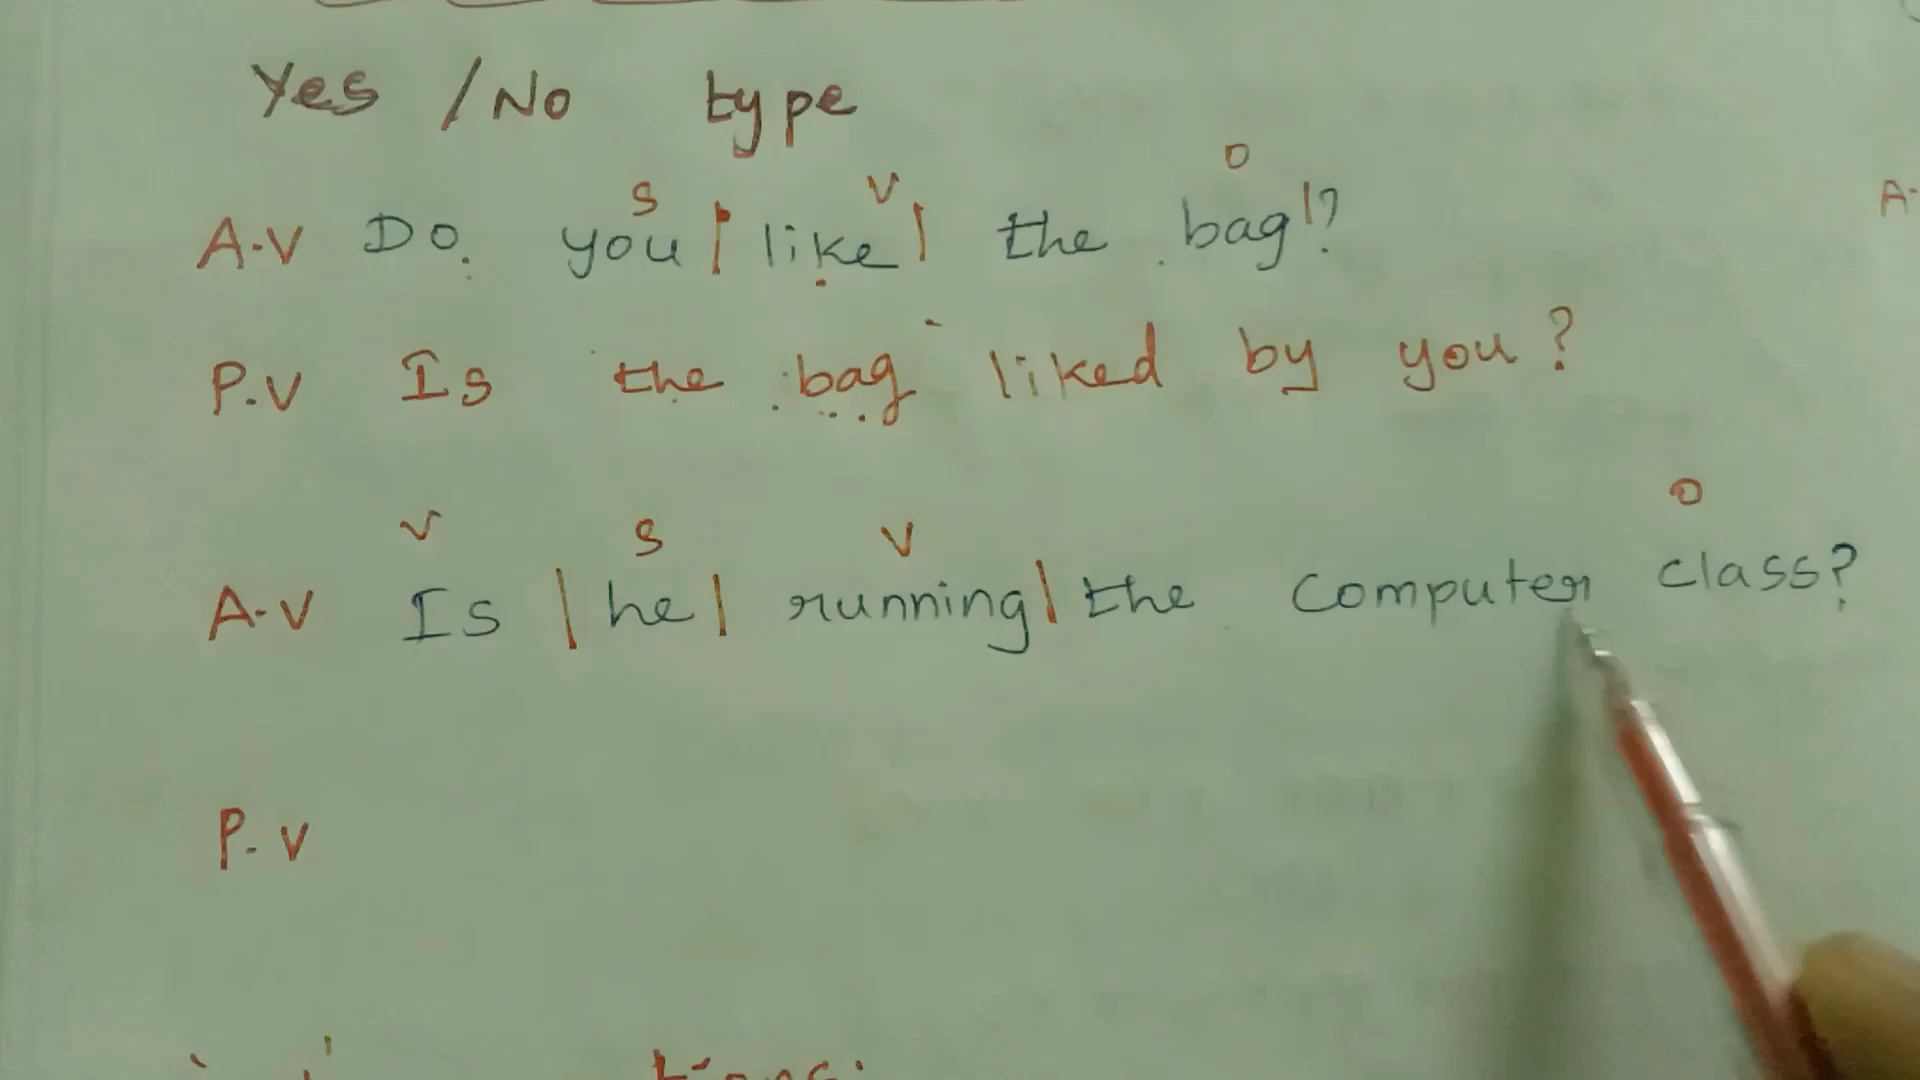 Yes / No type
S V O
A.V Do you | like | the bag |?
P.V Is the bag liked by you?
V S V O
A.V Is | he | running | the computer class?
P.V
A.